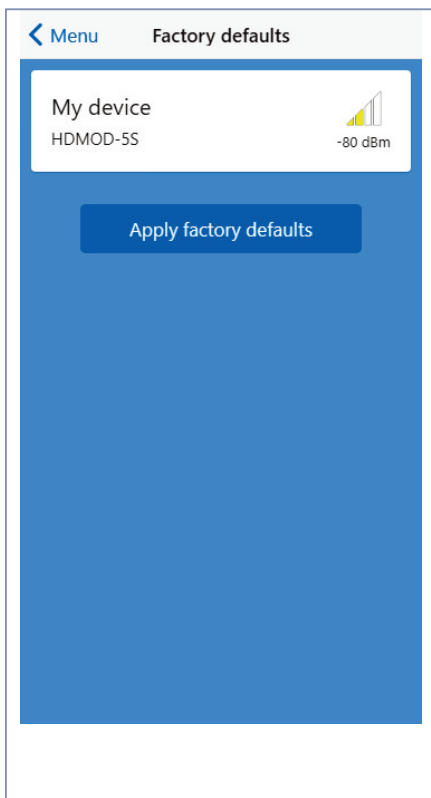 Menu Factory defaults
My device
HDMOD-5S
-80 dBm
Apply factory defaults